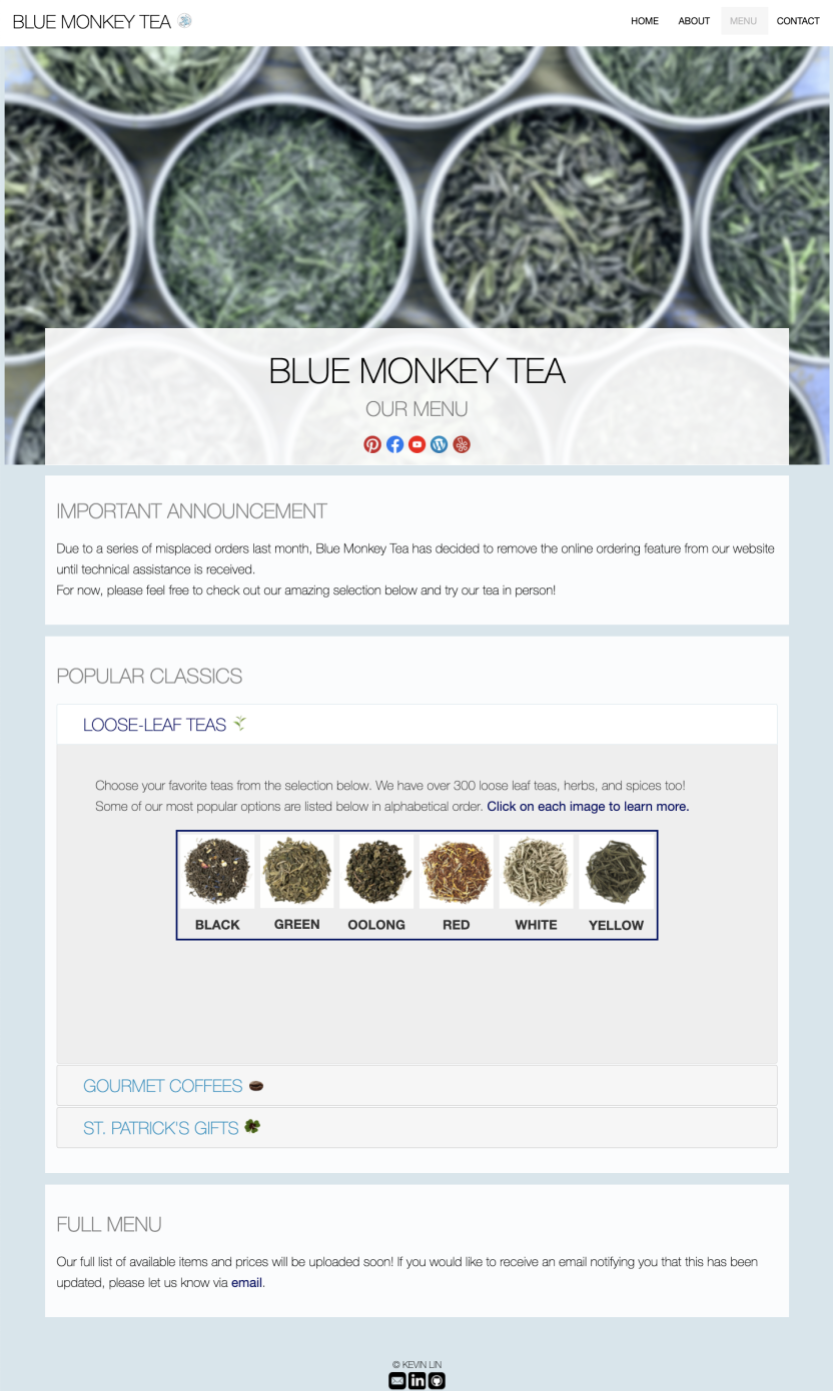 BLUE MONKEY TEA
HOME ABOUT MENU CONTACT
BLUE MONKEY TEA
OUR MENU
IMPORTANT ANNOUNCEMENT
Due to a series of misplaced orders last month, Blue Monkey Tea has decided to remove the online ordering feature from our website
until technical assistance is received.
For now, please feel free to check out our amazing selection below and try our tea in person!
POPULAR CLASSICS
LOOSE-LEAF TEAS
Choose your favorite teas from the selection below. We have over 300 loose leaf teas, herbs, and spices too!
Some of our most popular options are listed below in alphabetical order. Click on each image to learn more.
BLACK GREEN OOLONG RED WHITE YELLOW
GOURMET COFFEES
ST. PATRICK'S GIFTS
FULL MENU
Our full list of available items and prices will be uploaded soon! If you would like to receive an email notifying you that this has been
updated, please let us know via email.
© KEVIN LIN